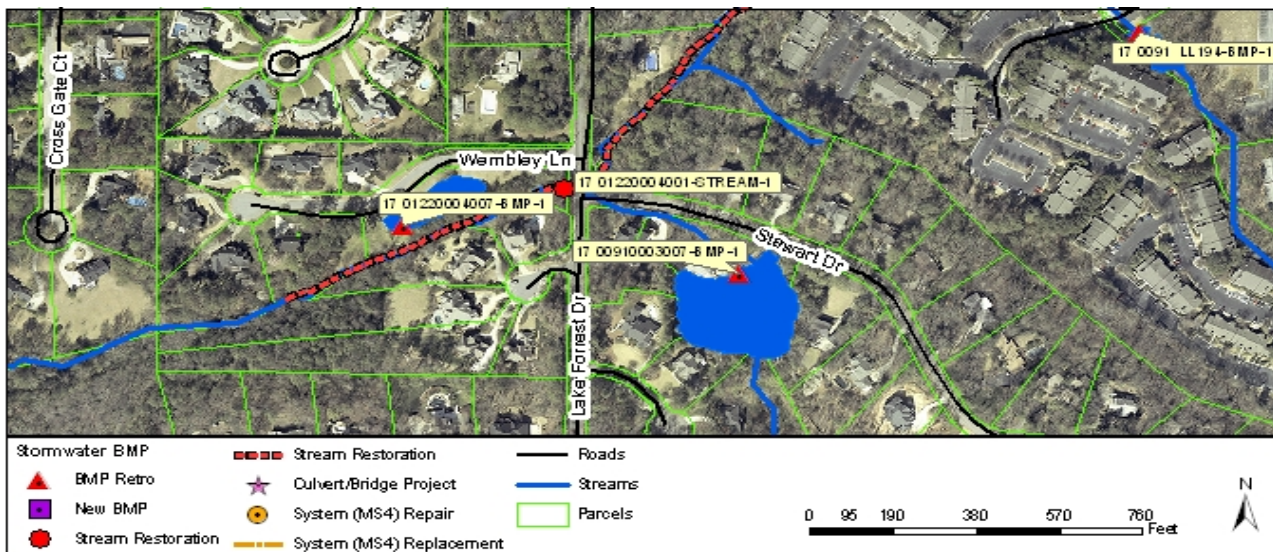 Cross Gate Ct
Wembley Ln
17 0091 LL194-BMP-1
17 01220004001-STREAM-1
17 01220004007-BMP-1
17 00910003007-BMP-1
Stewart Dr
Lake Forrest Dr
Stormwater BMP
BMP Retro
New BMP
Stream Restoration
Stream Restoration
Culvert/Bridge Project
System (MS4) Repair
System (MS4) Replacement
Roads
Streams
Parcels
0 95 190 380 570 760
Feet
N